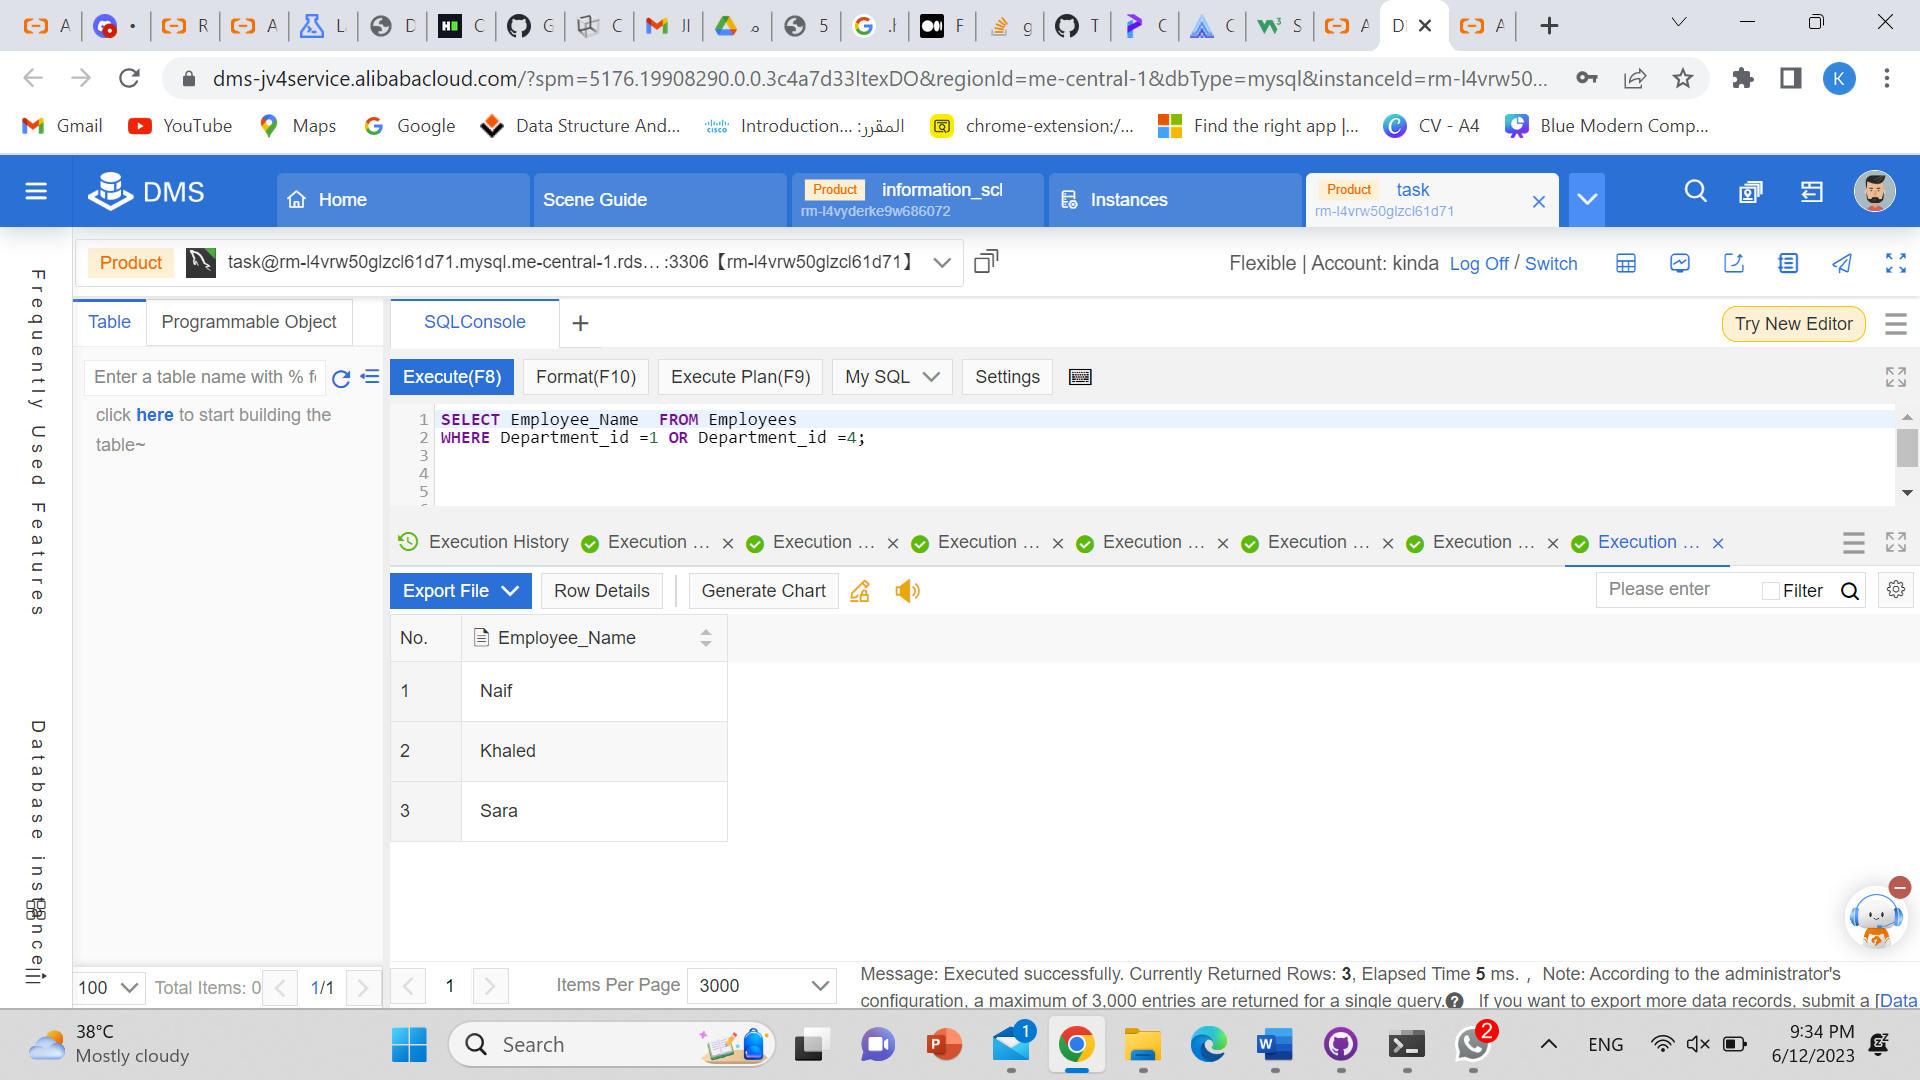 A R A L D C G C JI م 5 .l F g T C C S A D A
dms-jv4service.alibabacloud.com/?spm=5176.19908290.0.0.3c4a7d33ItexDO&regionId=me-central-1&dbType=mysql&instanceId=rm-l4vrw50... K
Gmail YouTube Maps Google Data Structure And... Introduction... :المقرر chrome-extension:/... Find the right app |... CV - A4 Blue Modern Comp...
DMS Home Scene Guide Product information_scl Instances Product task
rm-l4vyderke9w686072 rm-l4vrw50glzcl61d71
Product task@rm-l4vrw50glzcl61d71.mysql.me-central-1.rds... :3306【rm-l4vrw50glzcl61d71】 Flexible | Account: kinda Log Off / Switch
Frequently Used Features
Table Programmable Object SQLConsole + Try New Editor
Enter a table name with % fo Execute(F8) Format(F10) Execute Plan(F9) My SQL Settings
click here to start building the
table~
1 SELECT Employee_Name FROM Employees
2 WHERE Department_id =1 OR Department_id =4;
3
4
5
Execution History Execution ... Execution ... Execution ... Execution ... Execution ... Execution ... Execution ...
Export File Row Details Generate Chart Please enter Filter
No. Employee_Name
1 Naif
2 Khaled
3 Sara
Database instance li
100 Total Items: 0 1/1 1 Items Per Page 3000
Message: Executed successfully. Currently Returned Rows: 3, Elapsed Time 5 ms. , Note: According to the administrator's
configuration, a maximum of 3,000 entries are returned for a single query. If you want to export more data records, submit a [Data
38°C
Mostly cloudy
Search 1 2 ENG
9:34 PM
6/12/2023